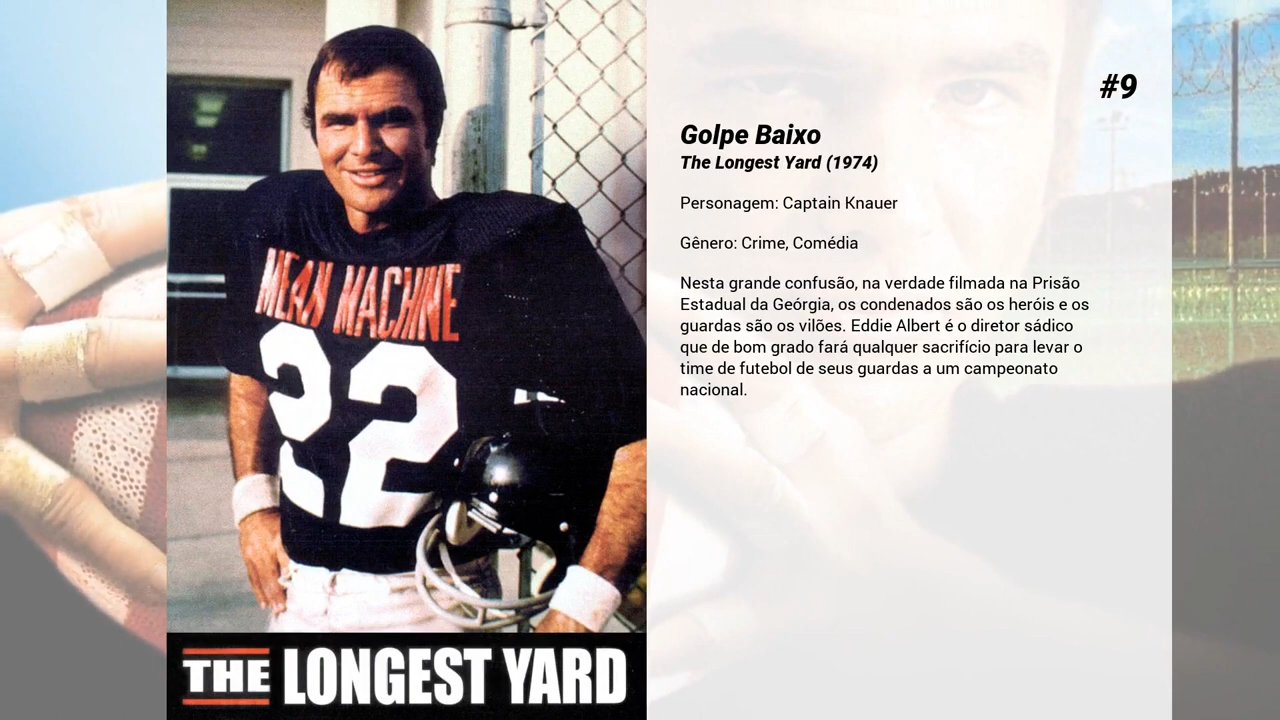 MEAN MACHINE
22
THE LONGEST YARD
#9
Golpe Baixo
The Longest Yard (1974)
Personagem: Captain Knauer
Gênero: Crime, Comédia
Nesta grande confusão, na verdade filmada na Prisão
Estadual da Geórgia, os condenados são os heróis e os
guardas são os vilões. Eddie Albert é o diretor sádico
que de bom grado fará qualquer sacrifício para levar o
time de futebol de seus guardas a um campeonato
nacional.